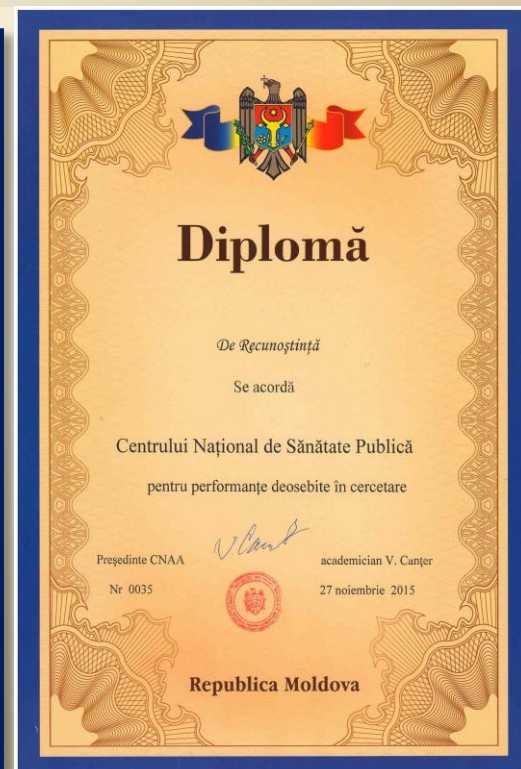 Diplomă
De Recunoştinţă
Se acordă
Centrului Naţional de Sănătate Publică
pentru performanţe deosebite în cercetare
Preşedinte CNAA
academician V. Canţer
Nr 0035
27 noiembrie 2015
Republica Moldova